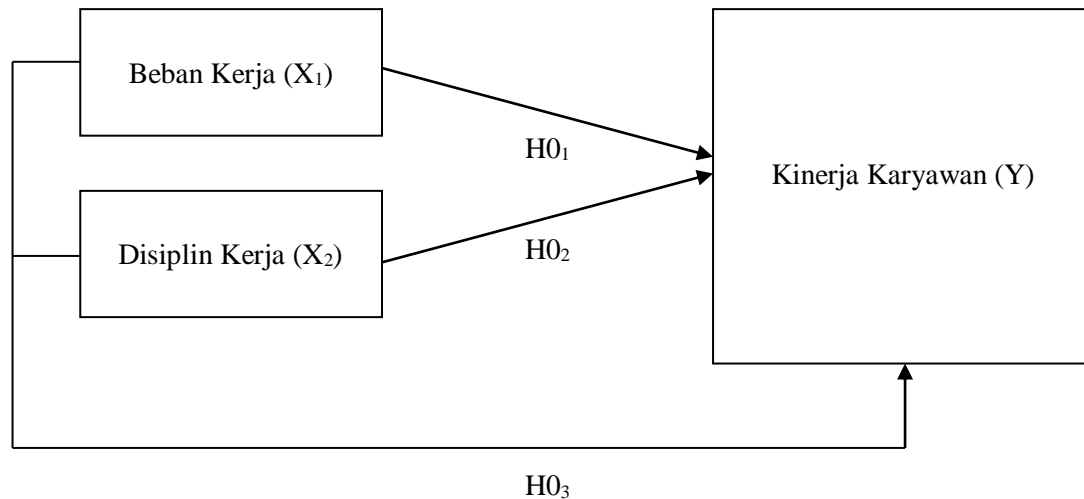 Beban Kerja (X₁)
H0₁
Kinerja Karyawan (Y)
Disiplin Kerja (X₂)
H0₂
H0₃